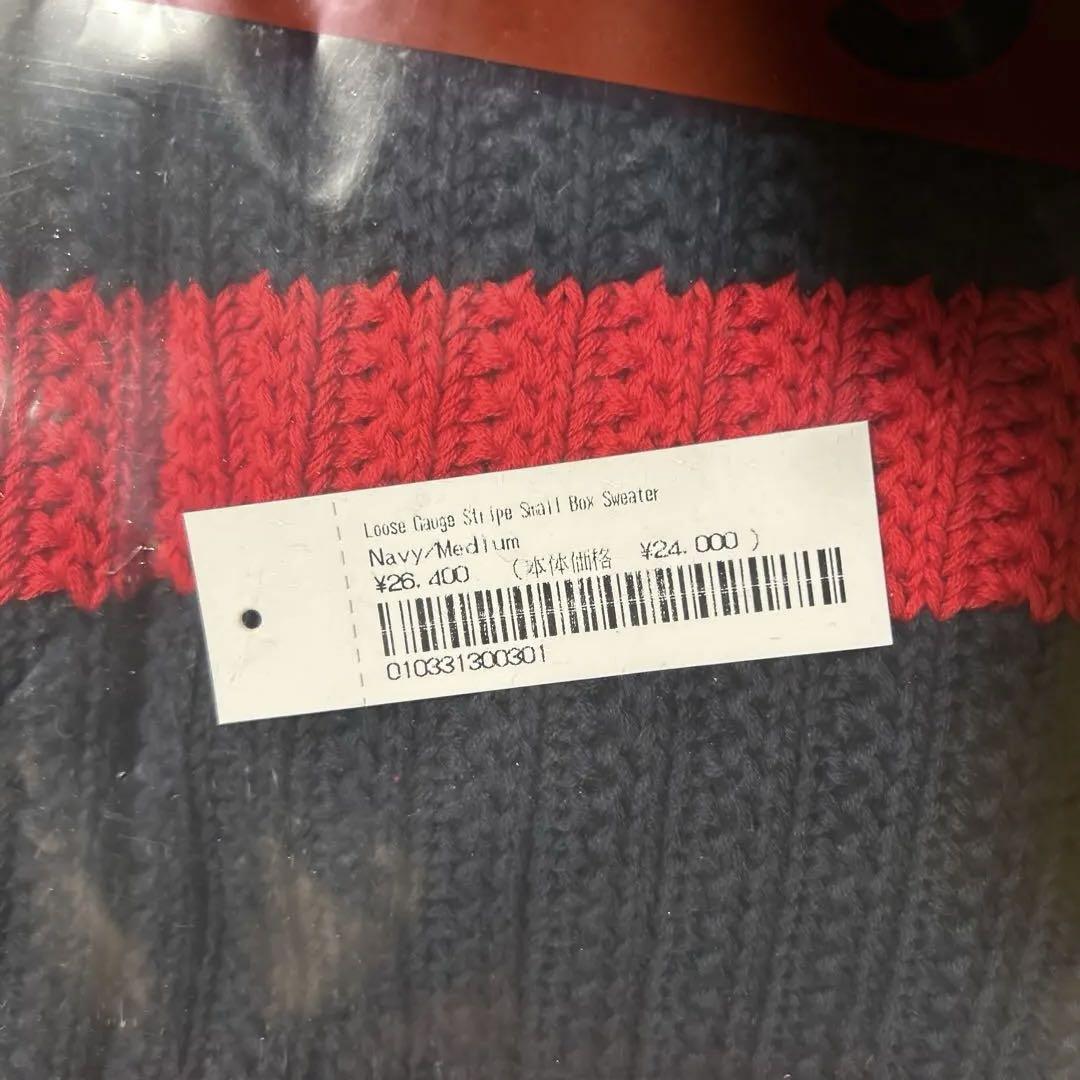 Loose Gauge Stripe Small Box Sweater
Navy/Medium
¥26,400 (本体価格 ¥24,000 )
010331300301